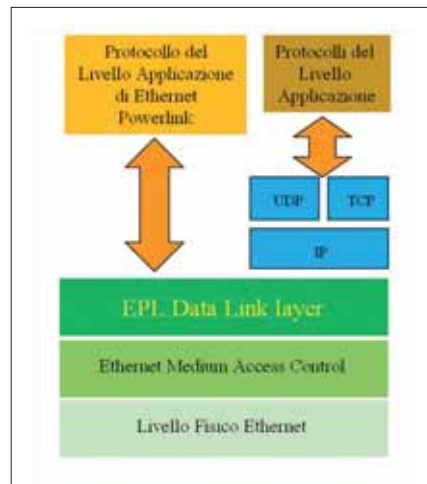 Protocollo del
Livello Applicazione
di Ethernet
Powerlink
Protocolli del
Livello
Applicazione
UDP
TCP
IP
EPL Data Link layer
Ethernet Medium Access Control
Livello Fisico Ethernet